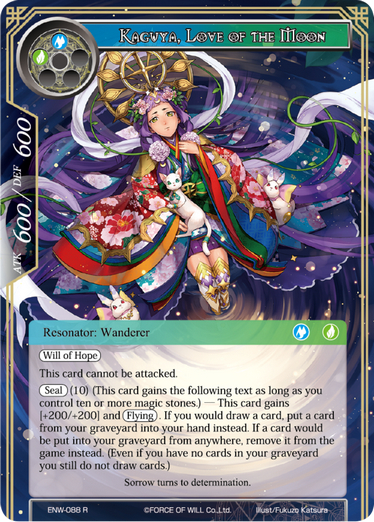 Kagwya, Love of the Moon
ATK 600 / DEF 600
Resonator: Wanderer
Will of Hope
This card cannot be attacked.
Seal (10) (This card gains the following text as long as you
control ten or more magic stones.) — This card gains
[+200/+200] and Flying. If you would draw a card, put a card
from your graveyard into your hand instead. If a card would
be put into your graveyard from anywhere, remove it from the
game instead. (Even if you have no cards in your graveyard
you still do not draw cards.)
Sorrow turns to determination.
ENW-088 R ©FORCE OF WILL Co.,Ltd. Illust/Fukuzo Katsura